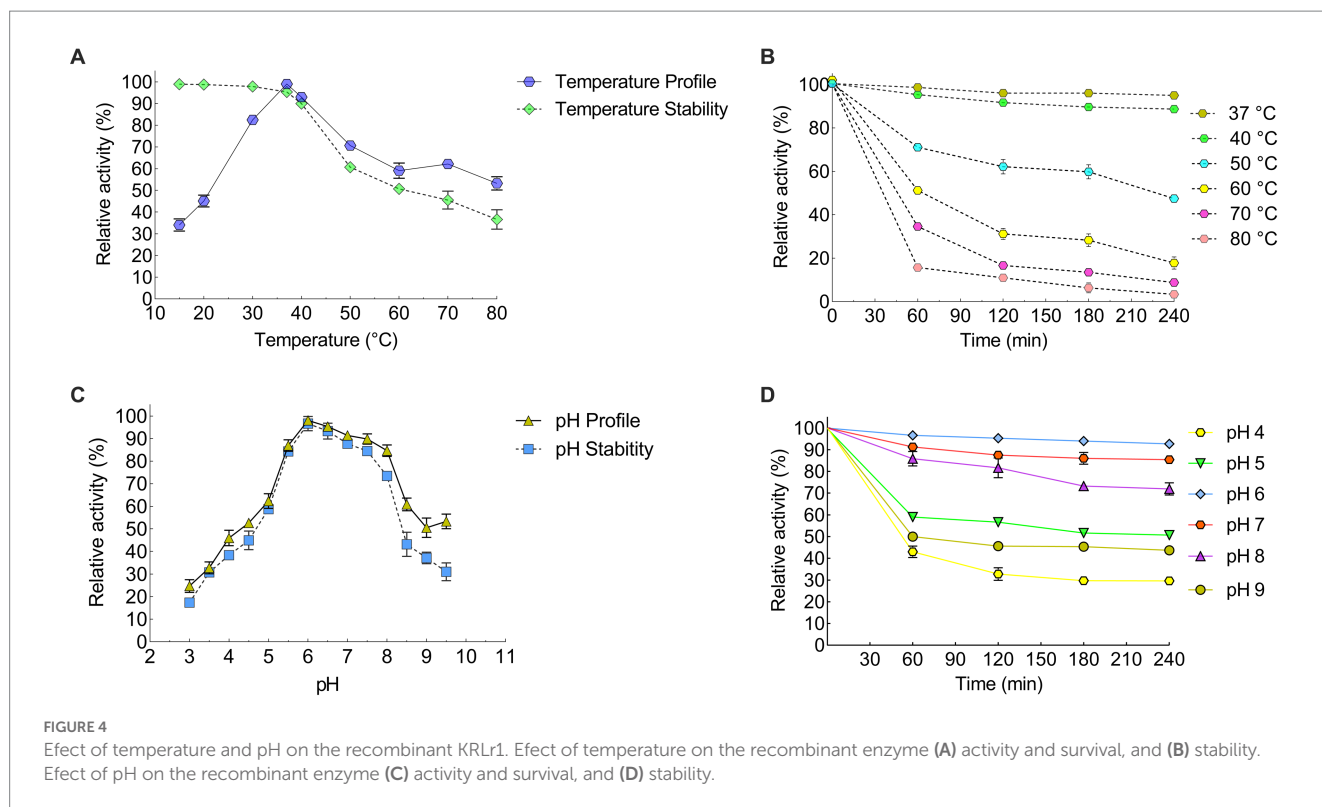 A
Relative activity (%)
100
90
80
70
60
50
40
30
20
10
0
10 20 30 40 50 60 70 80
Temperature (°C)
Temperature Profile
Temperature Stability
B
Relative activity (%)
100
80
60
40
20
0
0 30 60 90 120 150 180 210 240
Time (min)
37 °C
40 °C
50 °C
60 °C
70 °C
80 °C
C
Relative activity (%)
100
90
80
70
60
50
40
30
20
10
0
2 3 4 5 6 7 8 9 10 11
pH
pH Profile
pH Stabitity
D
Relative activity (%)
100
90
80
70
60
50
40
30
20
10
0
30 60 90 120 150 180 210 240
Time (min)
pH 4
pH 5
pH 6
pH 7
pH 8
pH 9
FIGURE 4
Efect of temperature and pH on the recombinant KRLr1. Efect of temperature on the recombinant enzyme (A) activity and survival, and (B) stability.
Efect of pH on the recombinant enzyme (C) activity and survival, and (D) stability.